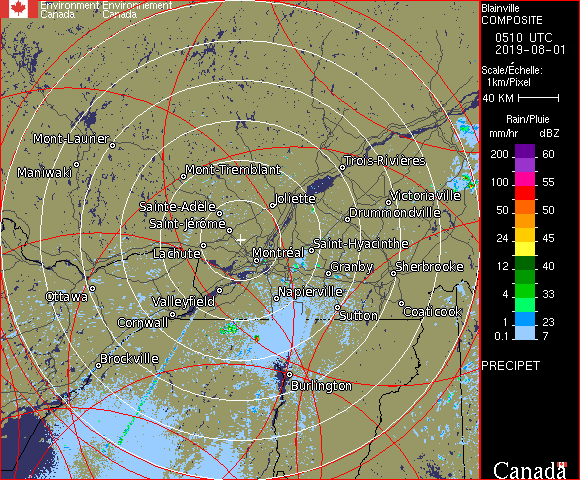 Environment Environnement
Canada Canada
Blainville
COMPOSITE
0510 UTC
2019-08-01
Scale/Échelle:
1km/Pixel
40 KM
Rain/Pluie
mm/hr dBZ
200 60
100 55
50 50
24 45
12 40
4 33
1 23
0.1 7
PRECIPET
Canada
Mont-Laurier
Maniwaki
Mont-Tremblant
Trois-Rivières
Joliette
Victoriaville
Sainte-Adèle
Drummondville
Saint-Jérôme
Saint-Hyacinthe
Lachute
Montréal
Granby
Sherbrooke
Ottawa
Valleyfield
Napierville
Cornwall
Sutton
Coaticook
Brockville
Burlington